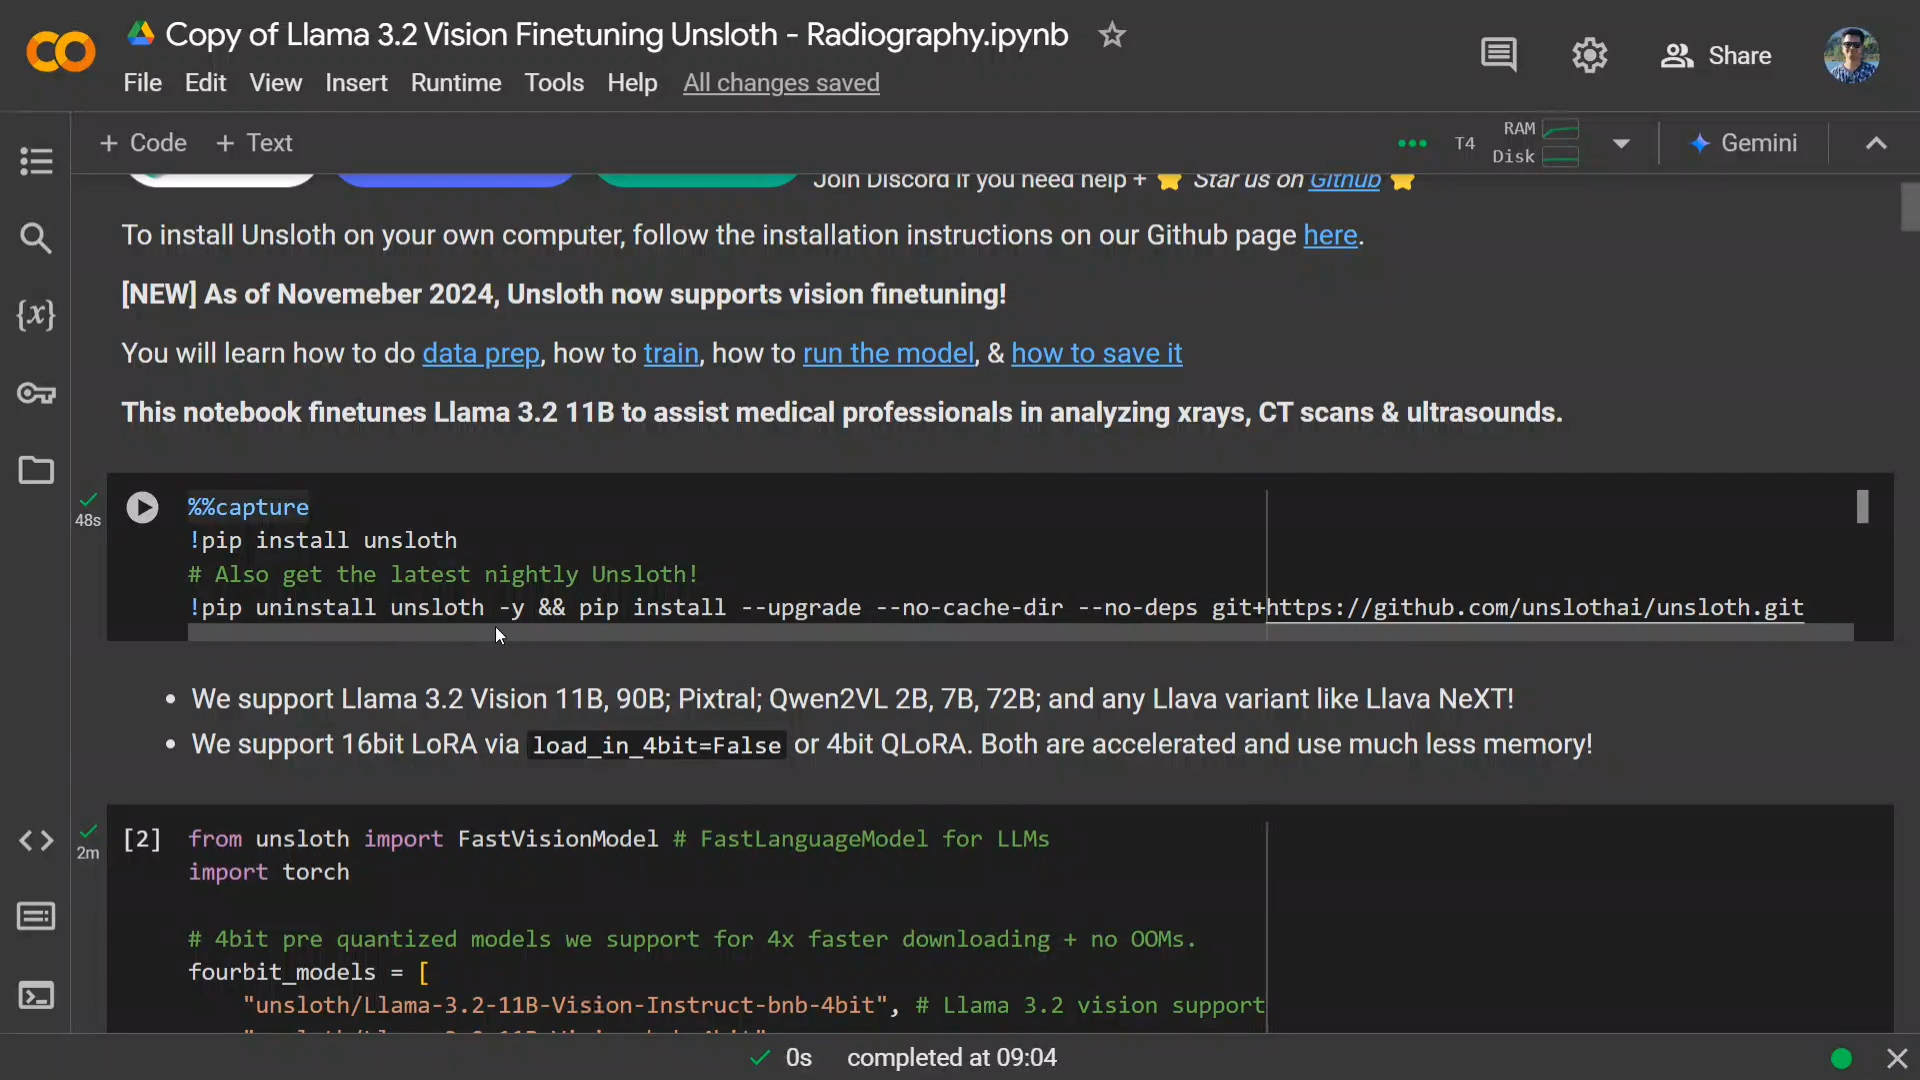 Copy of Llama 3.2 Vision Finetuning Unsloth - Radiography.ipynb
File Edit View Insert Runtime Tools Help All changes saved
Share
+ Code + Text
T4
RAM
Disk
Gemini
Join Discord if you need help + ⭐ Star us on Github ⭐
To install Unsloth on your own computer, follow the installation instructions on our Github page here.
[NEW] As of Novemeber 2024, Unsloth now supports vision finetuning!
You will learn how to do data prep, how to train, how to run the model, & how to save it
This notebook finetunes Llama 3.2 11B to assist medical professionals in analyzing xrays, CT scans & ultrasounds.
48s
%%capture
!pip install unsloth
# Also get the latest nightly Unsloth!
!pip uninstall unsloth -y && pip install --upgrade --no-cache-dir --no-deps git+https://github.com/unslothai/unsloth.git
• We support Llama 3.2 Vision 11B, 90B; Pixtral; Qwen2VL 2B, 7B, 72B; and any Llava variant like Llava NeXT!
• We support 16bit LoRA via load_in_4bit=False or 4bit QLoRA. Both are accelerated and use much less memory!
2m
[2] from unsloth import FastVisionModel # FastLanguageModel for LLMs
import torch
# 4bit pre quantized models we support for 4x faster downloading + no OOMs.
fourbit_models = [
"unsloth/Llama-3.2-11B-Vision-Instruct-bnb-4bit", # Llama 3.2 vision support
0s completed at 09:04